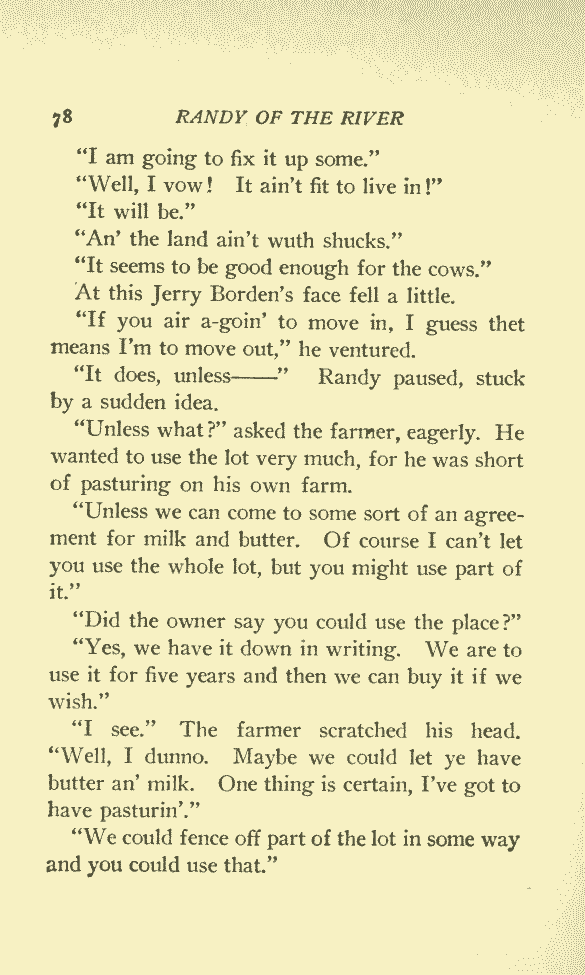 78 RANDY OF THE RIVER
“I am going to fix it up some.”
“Well, I vow! It ain't fit to live in!”
“It will be.”
“An' the land ain't wuth shucks.”
“It seems to be good enough for the cows.”
At this Jerry Borden's face fell a little.
“If you air a-goin' to move in, I guess thet
means I'm to move out,” he ventured.
“It does, unless——” Randy paused, stuck
by a sudden idea.
“Unless what?” asked the farmer, eagerly. He
wanted to use the lot very much, for he was short
of pasturing on his own farm.
“Unless we can come to some sort of an agree-
ment for milk and butter. Of course I can't let
you use the whole lot, but you might use part of
it.”
“Did the owner say you could use the place?”
“Yes, we have it down in writing. We are to
use it for five years and then we can buy it if we
wish.”
“I see.” The farmer scratched his head.
“Well, I dunno. Maybe we could let ye have
butter an' milk. One thing is certain, I've got to
have pasturin'.”
“We could fence off part of the lot in some way
and you could use that.”